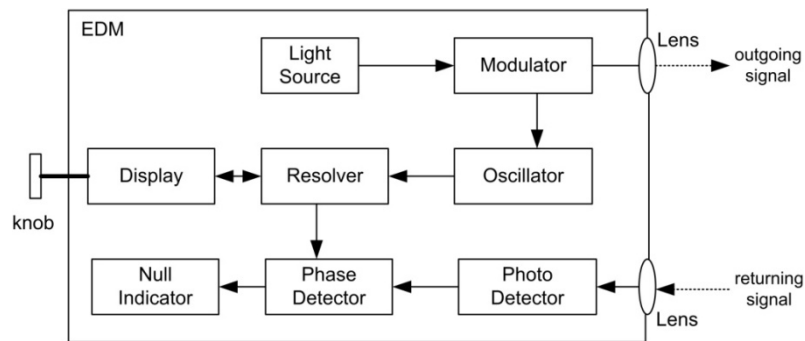 EDM
Light
Source
Modulator
Lens
outgoing
signal
knob
Display
Resolver
Oscillator
Null
Indicator
Phase
Detector
Photo
Detector
returning
signal
Lens